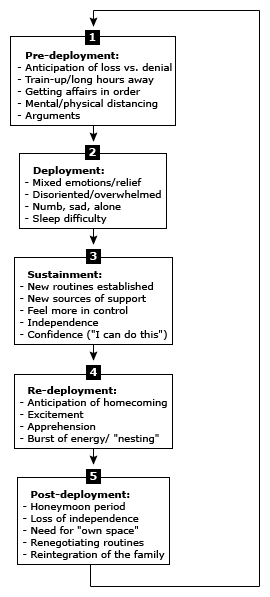 1
Pre-deployment:
- Anticipation of loss vs. denial
- Train-up/long hours away
- Getting affairs in order
- Mental/physical distancing
- Arguments
2
Deployment:
- Mixed emotions/relief
- Disoriented/overwhelmed
- Numb, sad, alone
- Sleep difficulty
3
Sustainment:
- New routines established
- New sources of support
- Feel more in control
- Independence
- Confidence ("I can do this")
4
Re-deployment:
- Anticipation of homecoming
- Excitement
- Apprehension
- Burst of energy/ "nesting"
5
Post-deployment:
- Honeymoon period
- Loss of independence
- Need for "own space"
- Renegotiating routines
- Reintegration of the family